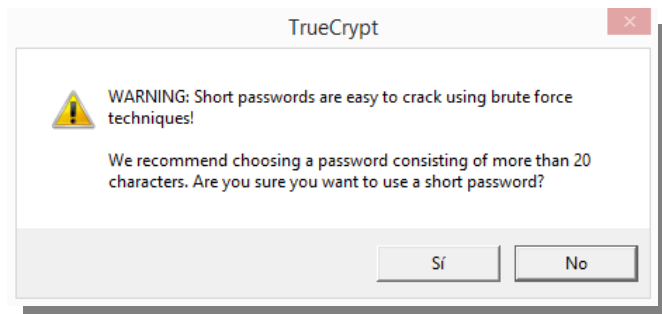 TrueCrypt
WARNING: Short passwords are easy to crack using brute force
techniques!
We recommend choosing a password consisting of more than 20
characters. Are you sure you want to use a short password?
Sí
No